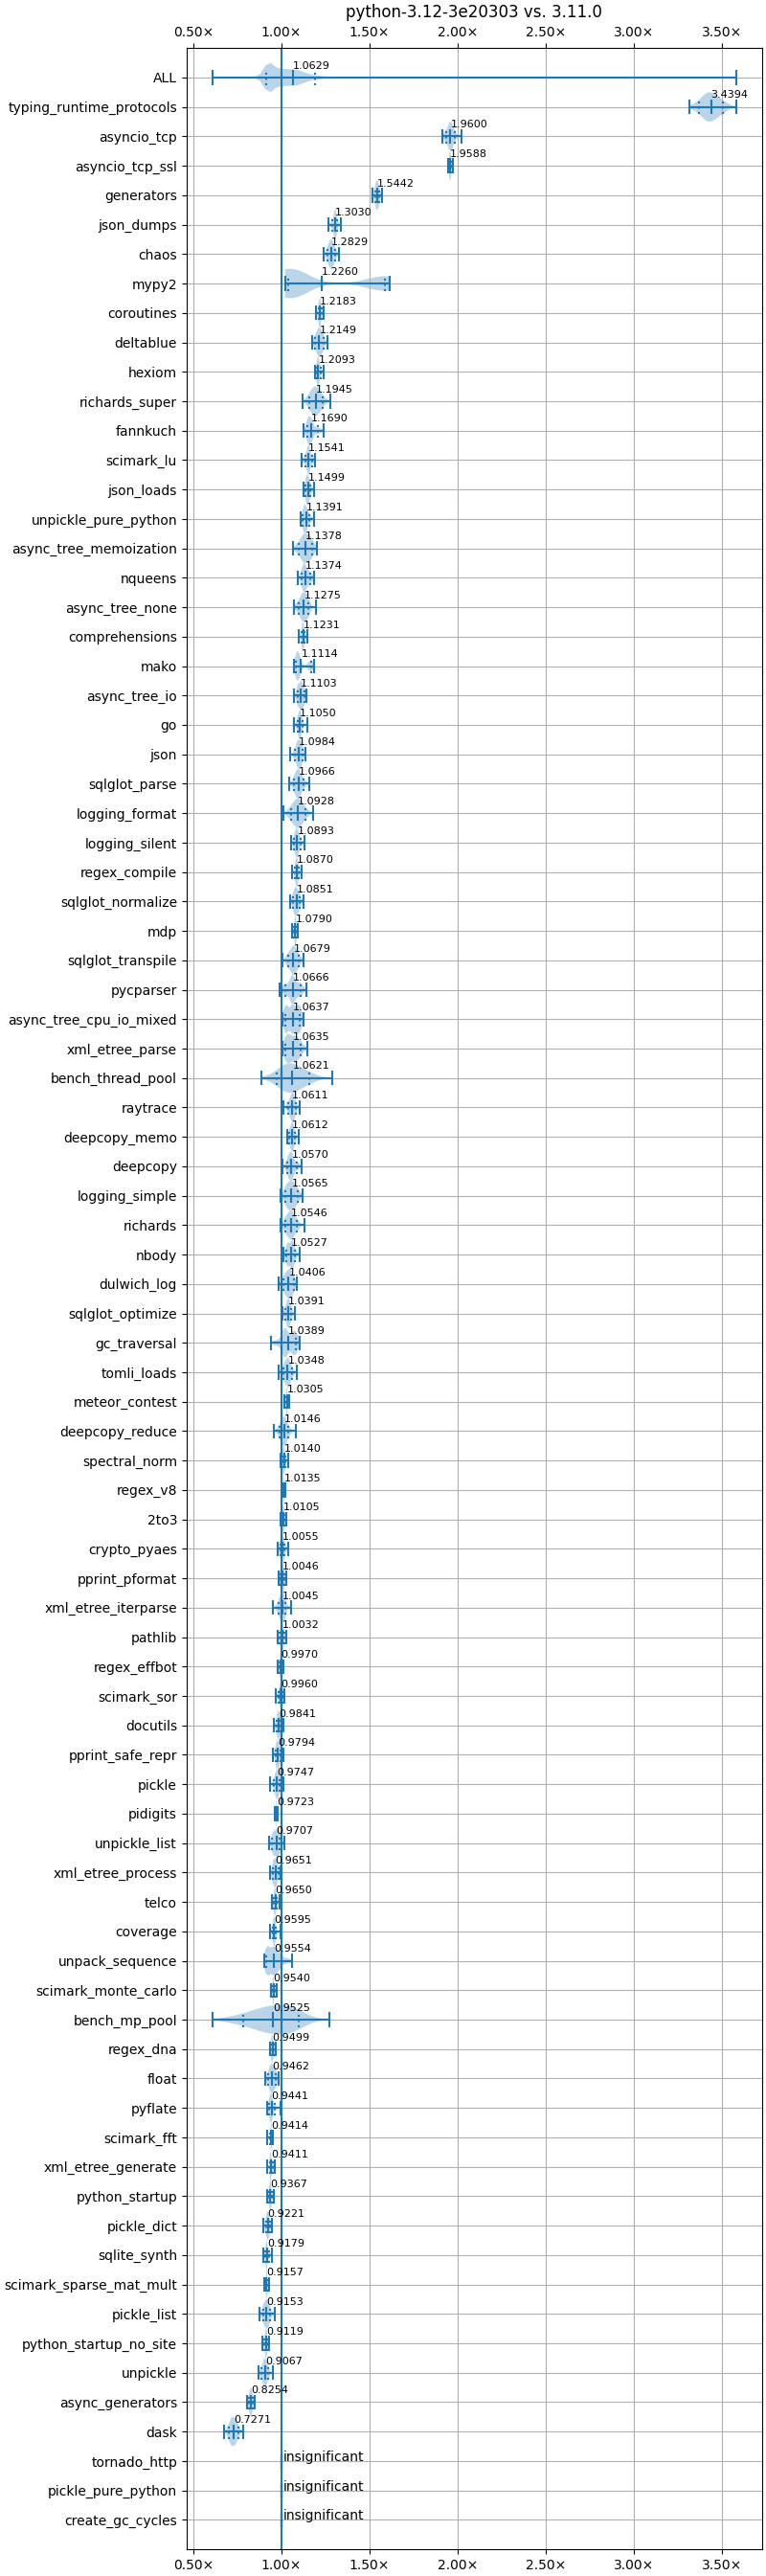 python-3.12-3e20303 vs. 3.11.0
0.50× 1.00× 1.50× 2.00× 2.50× 3.00× 3.50×
ALL 1.0629
typing_runtime_protocols 3.4394
asyncio_tcp 1.9600
asyncio_tcp_ssl 1.9588
generators 1.5442
json_dumps 1.3030
chaos 1.2829
mypy2 1.2260
coroutines 1.2183
deltablue 1.2149
hexiom 1.2093
richards_super 1.1945
fannkuch 1.1690
scimark_lu 1.1541
json_loads 1.1499
unpickle_pure_python 1.1391
async_tree_memoization 1.1378
nqueens 1.1374
async_tree_none 1.1275
comprehensions 1.1231
mako 1.1114
async_tree_io 1.1103
go 1.1050
json 1.0984
sqlglot_parse 1.0966
logging_format 1.0928
logging_silent 1.0893
regex_compile 1.0870
sqlglot_normalize 1.0851
mdp 1.0790
sqlglot_transpile 1.0679
pycparser 1.0666
async_tree_cpu_io_mixed 1.0637
xml_etree_parse 1.0635
bench_thread_pool 1.0621
raytrace 1.0611
deepcopy_memo 1.0612
deepcopy 1.0570
logging_simple 1.0565
richards 1.0546
nbody 1.0527
dulwich_log 1.0406
sqlglot_optimize 1.0391
gc_traversal 1.0389
tomli_loads 1.0348
meteor_contest 1.0305
deepcopy_reduce 1.0146
spectral_norm 1.0140
regex_v8 1.0135
2to3 1.0105
crypto_pyaes 1.0055
pprint_pformat 1.0046
xml_etree_iterparse 1.0045
pathlib 1.0032
regex_effbot 0.9970
scimark_sor 0.9960
docutils 0.9841
pprint_safe_repr 0.9794
pickle 0.9747
pidigits 0.9723
unpickle_list 0.9707
xml_etree_process 0.9651
telco 0.9650
coverage 0.9595
unpack_sequence 0.9554
scimark_monte_carlo 0.9540
bench_mp_pool 0.9525
regex_dna 0.9499
float 0.9462
pyflate 0.9441
scimark_fft 0.9414
xml_etree_generate 0.9411
python_startup 0.9367
pickle_dict 0.9221
sqlite_synth 0.9179
scimark_sparse_mat_mult 0.9157
pickle_list 0.9153
python_startup_no_site 0.9119
unpickle 0.9067
async_generators 0.8254
dask 0.7271
tornado_http insignificant
pickle_pure_python insignificant
create_gc_cycles insignificant
0.50× 1.00× 1.50× 2.00× 2.50× 3.00× 3.50×